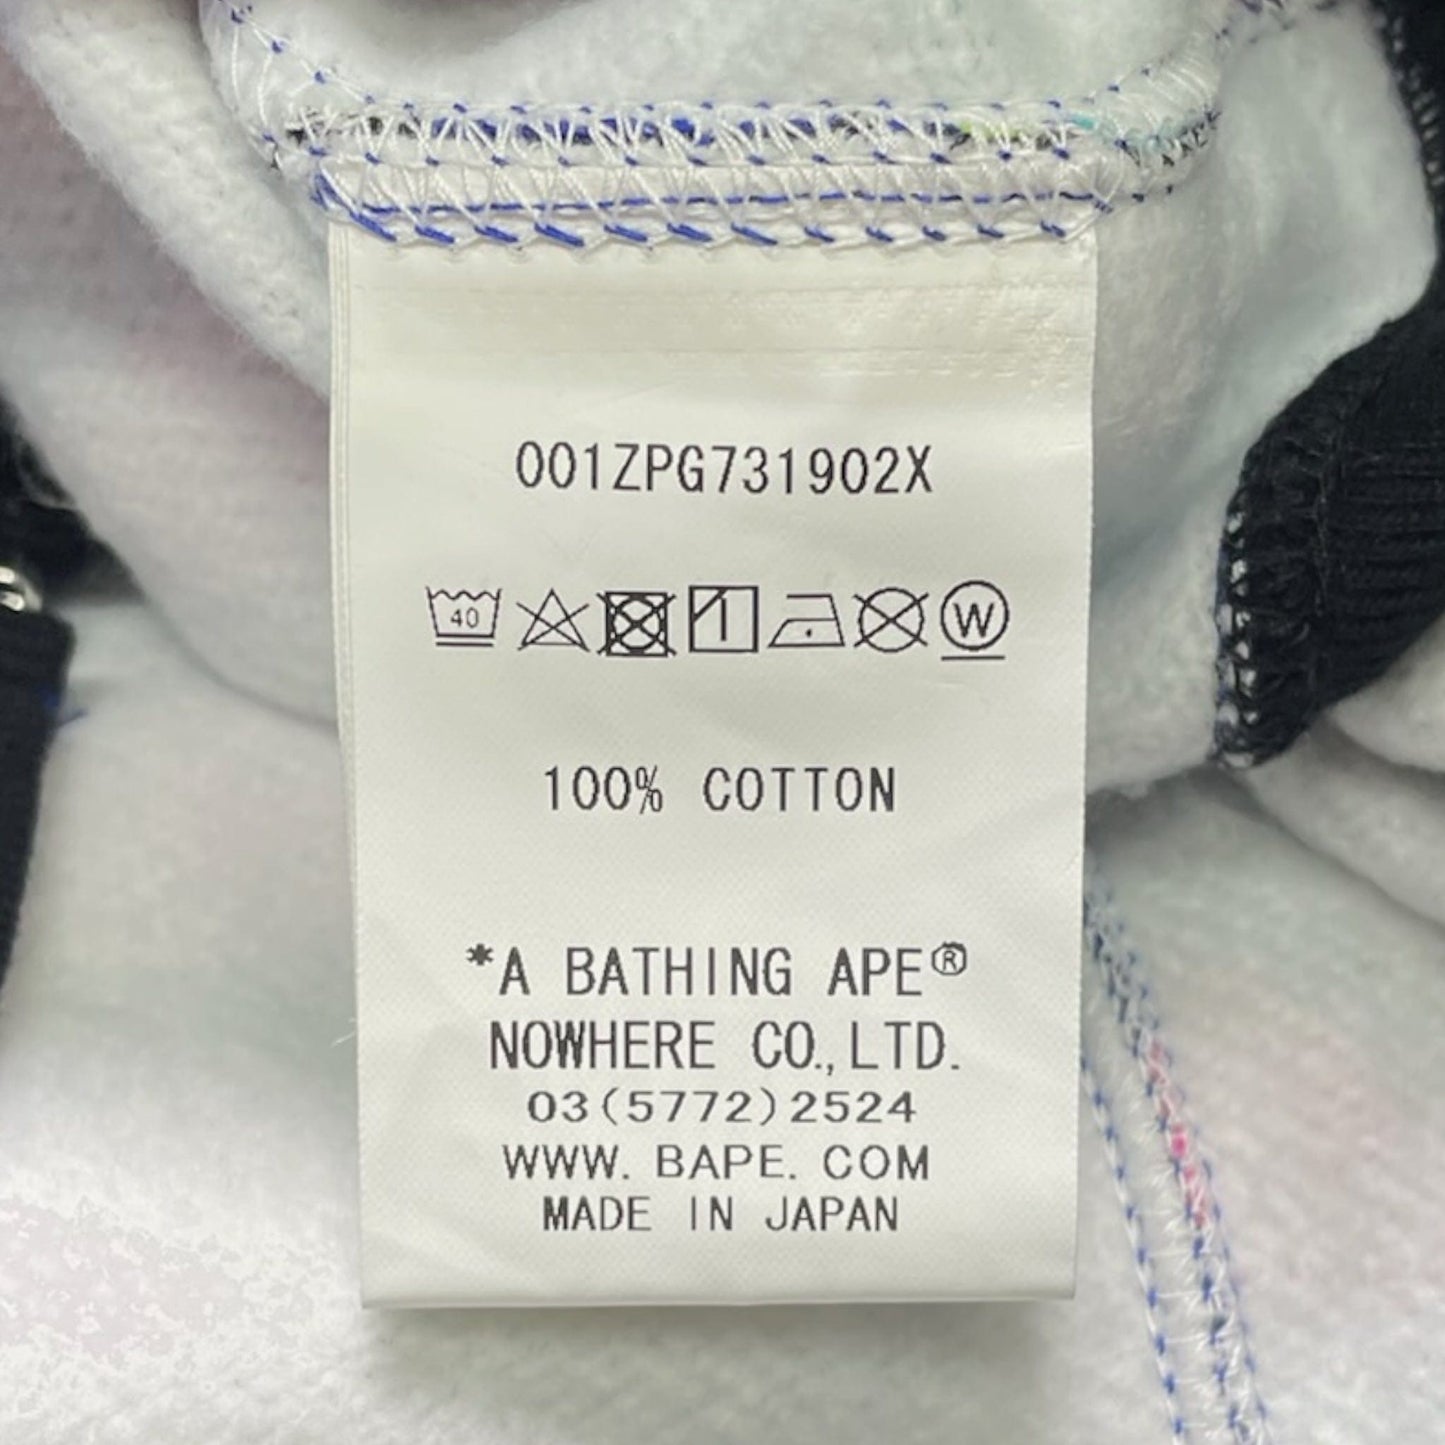 001ZPG731902X
40 W
100% COTTON
*A BATHING APE®
NOWHERE CO., LTD.
03(5772)2524
WWW. BAPE. COM
MADE IN JAPAN